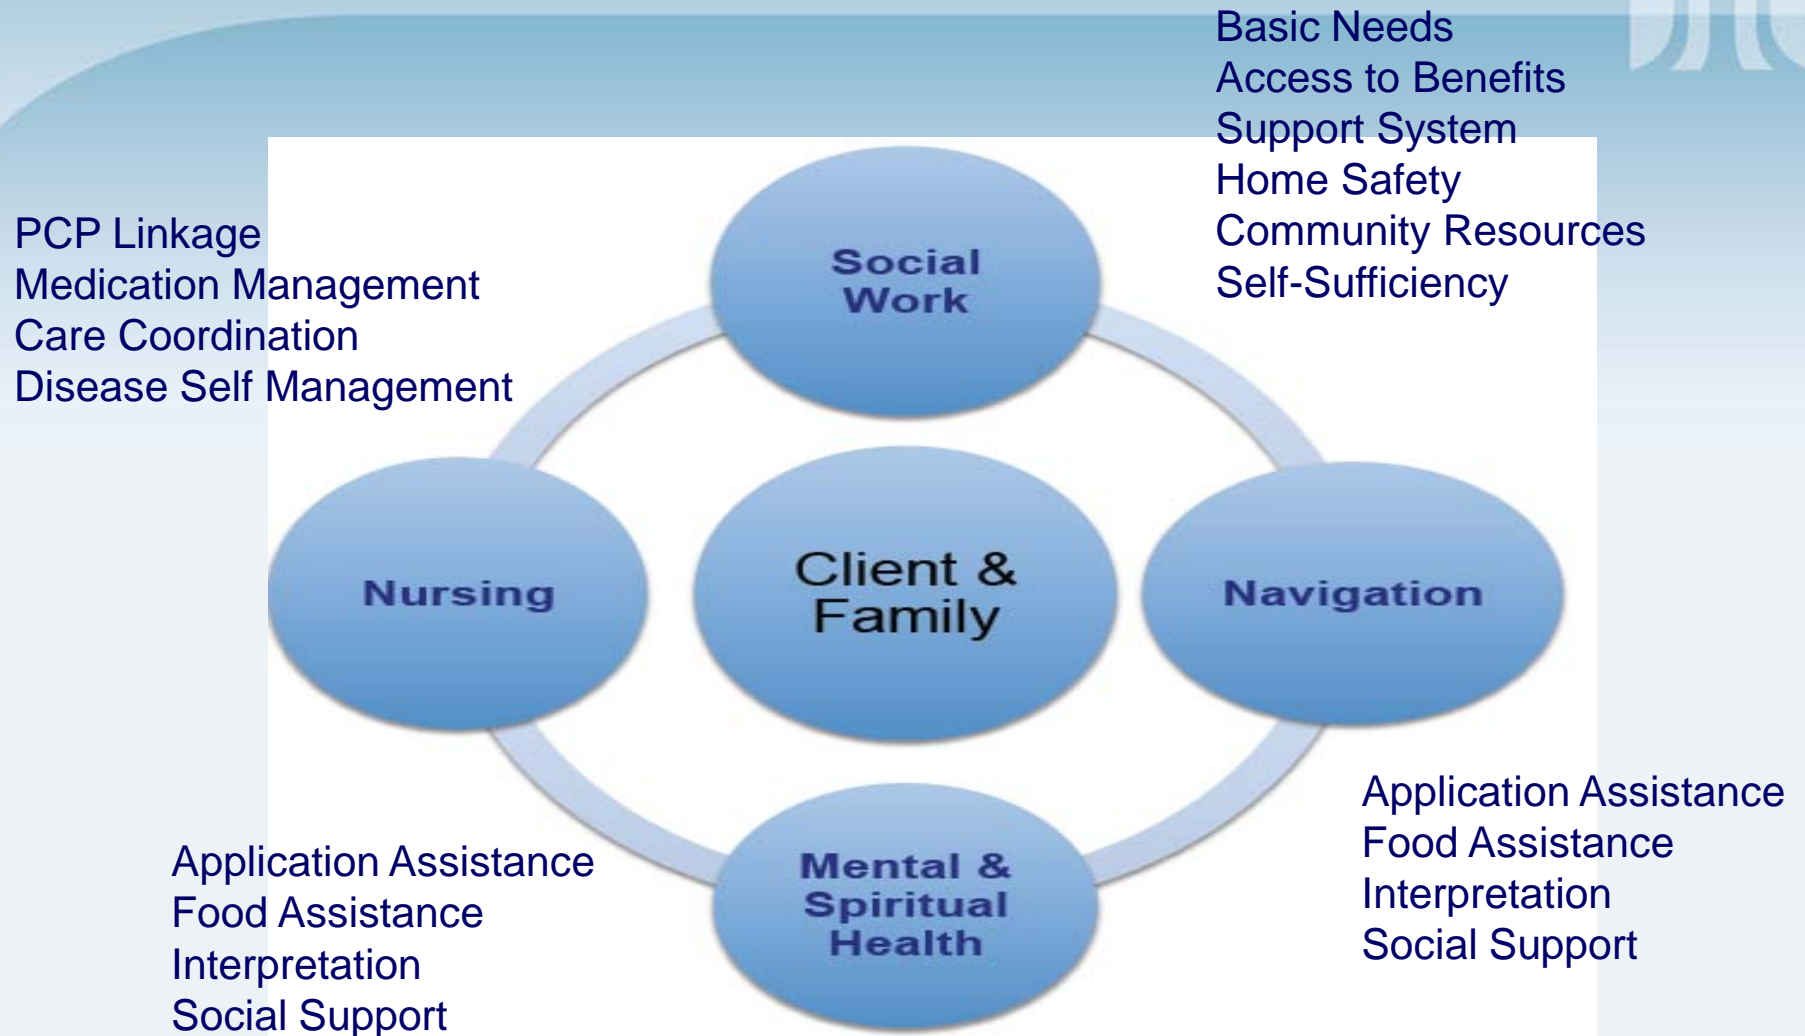 Basic Needs
Access to Benefits
Support System
Home Safety
Community Resources
Self-Sufficiency
PCP Linkage
Medication Management
Care Coordination
Disease Self Management
Social
Work
Nursing
Client &
Family
Navigation
Mental &
Spiritual
Health
Application Assistance
Food Assistance
Interpretation
Social Support
Application Assistance
Food Assistance
Interpretation
Social Support